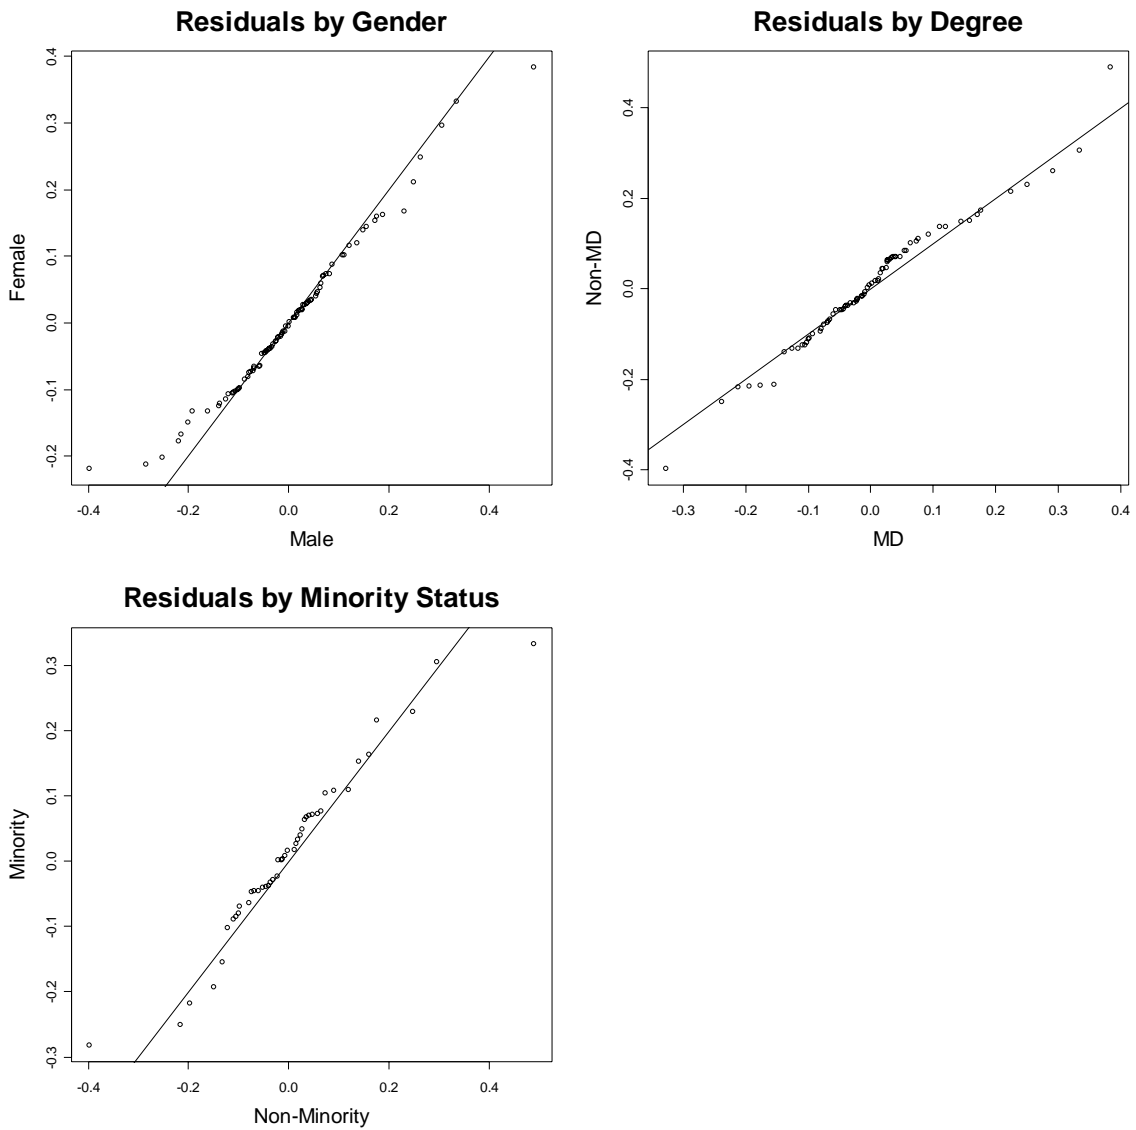 Residuals by Gender
0.4
0.3
0.2
0.1
0.0
-0.1
-0.2
Female
-0.4 -0.2 0.0 0.2 0.4
Male
Residuals by Degree
0.4
0.2
0.0
-0.2
-0.4
Non-MD
-0.3 -0.2 -0.1 0.0 0.1 0.2 0.3 0.4
MD
Residuals by Minority Status
0.3
0.2
0.1
0.0
-0.1
-0.2
-0.3
Minority
-0.4 -0.2 0.0 0.2 0.4
Non-Minority